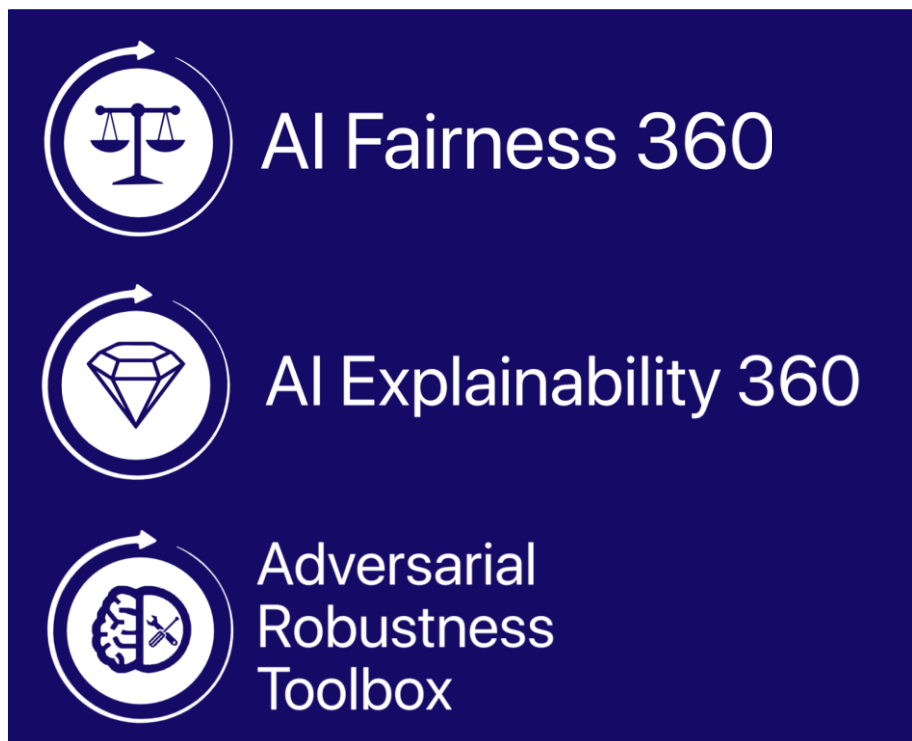 AI Fairness 360
AI Explainability 360
Adversarial
Robustness
Toolbox